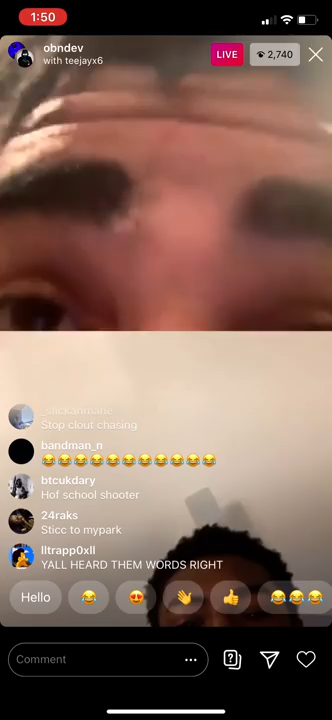 1:50
obndev
with teejayx6
LIVE
2,740
Stop clout chasing
bandman_n
btcukdary
Hof school shooter
24raks
Sticc to mypark
lltrapp0xll
YALL HEARD THEM WORDS RIGHT
Hello
Comment